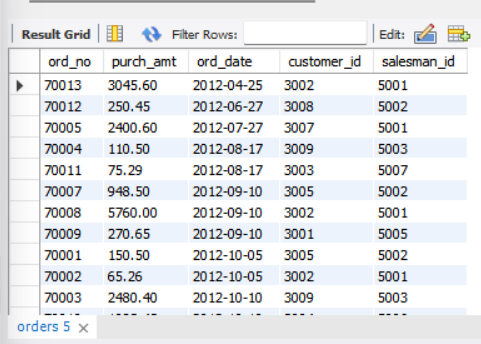 Result Grid Filter Rows: Edit:
ord_no purch_amt ord_date customer_id salesman_id
70013 3045.60 2012-04-25 3002 5001
70012 250.45 2012-06-27 3008 5002
70005 2400.60 2012-07-27 3007 5001
70004 110.50 2012-08-17 3009 5003
70011 75.29 2012-08-17 3003 5007
70007 948.50 2012-09-10 3005 5002
70008 5760.00 2012-09-10 3002 5001
70009 270.65 2012-09-10 3001 5005
70001 150.50 2012-10-05 3005 5002
70002 65.26 2012-10-05 3002 5001
70003 2480.40 2012-10-10 3009 5003
orders 5